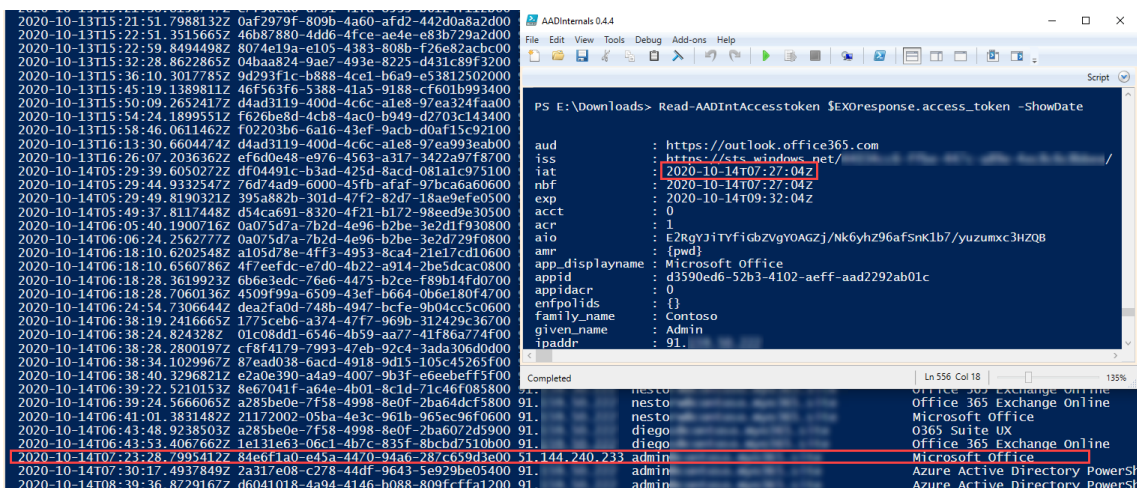 2020-10-13T15:21:51.7988132Z 0af2979f-809b-4a60-afd2-442d0a8a2d00
2020-10-13T15:22:51.3515665Z 46b87880-4dd6-4fce-ae4e-e83b729a2d00
2020-10-13T15:22:59.8494498Z 8074e19a-e105-4383-808b-f26e82acbc00
2020-10-13T15:32:28.8622865Z 04baa824-9ae7-493e-8225-d431c89f3200
2020-10-13T15:36:10.3017785Z 9d293f1c-b888-4ce1-b6a9-e53812502000
2020-10-13T15:45:19.1389811Z 46f563f6-5388-41a5-9188-cf601b993400
2020-10-13T15:50:09.2652417Z d4ad3119-400d-4c6c-a1e8-97ea324faa00
2020-10-13T15:54:24.1899551Z f626be8d-4cb8-4ac0-b949-d2703c143400
2020-10-13T15:58:46.0611462Z f02203b6-6a16-43ef-9acb-d0af15c92100
2020-10-13T16:13:30.6604474Z d4ad3119-400d-4c6c-a1e8-97ea993eab00
2020-10-13T16:26:07.2036362Z ef6d0e48-e976-4563-a317-3422a97f8700
2020-10-14T05:29:39.6050272Z df04491c-b3ad-425d-8acd-081a1c975100
2020-10-14T05:29:44.9332547Z 76d74ad9-6000-45fb-afaf-97bca6a60600
2020-10-14T05:29:49.8190321Z 395a882b-301d-47f2-82d7-18ae9efe0500
2020-10-14T05:49:37.8117448Z d54ca691-8320-4f21-b172-98eed9e30500
2020-10-14T06:05:40.1900716Z 0a075d7a-7b2d-4e96-b2be-3e2d1f930800
2020-10-14T06:06:24.2562777Z 0a075d7a-7b2d-4e96-b2be-3e2d729f0800
2020-10-14T06:18:10.6202548Z a105d78e-4ff3-4953-8ca4-21e17cd10600
2020-10-14T06:18:10.6560786Z 4f7eefdc-e7d0-4b22-a914-2be5dcac0800
2020-10-14T06:18:28.3619923Z 6b6e3edc-76e6-4475-b2ce-f89b14fd0700
2020-10-14T06:18:28.7060136Z 4509f99a-6509-43ef-b664-0b6e180f4700
2020-10-14T06:24:54.7306644Z dea2fa0d-748b-4947-bcfe-9b04cc5c0600
2020-10-14T06:38:19.2416665Z 1775ceb6-a374-47f7-969b-312429c36700
2020-10-14T06:38:24.824328Z 01c08dd1-6546-4b59-aa77-41f86a774f00
2020-10-14T06:38:28.2800197Z cf8f4179-7993-47eb-92c4-3ada306d0d00
2020-10-14T06:38:34.1029967Z 87ead038-6acd-4918-9d15-105c45265f00
2020-10-14T06:38:40.3296821Z e2a0e390-a4a9-4007-9b3f-e6eebeff5f00
2020-10-14T06:39:22.5210153Z 8e67041f-a64e-4b01-8c1d-71c46f085800 91. nesto Office 365 Exchange Online
2020-10-14T06:39:24.5666065Z a285be0e-7f58-4998-8e0f-2ba64dcf5800 91. nesto Office 365 Exchange Online
2020-10-14T06:41:01.3831482Z 21172002-05ba-4e3c-961b-965ec96f0600 91. nesto Microsoft Office
2020-10-14T06:43:48.9238503Z a285be0e-7f58-4998-8e0f-2ba6072d5900 91. diego O365 Suite UX
2020-10-14T06:43:53.4067662Z 1e131e63-06c1-4b7c-835f-8bcbd7510b00 91. diego Office 365 Exchange Online
2020-10-14T07:23:28.7995412Z 84e6f1a0-e45a-4470-94a6-287c659d3e00 51.144.240.233 admin Microsoft Office
2020-10-14T07:30:17.4937849Z 2a317e08-c278-44df-9643-5e929be05400 91. admin Azure Active Directory PowerSh
2020-10-14T08:39:36.8729167Z d6041018-4a94-4146-b088-809fcffa1200 91. admin Azure Active Directory PowerSh
AADInternals 0.4.4
File Edit View Tools Debug Add-ons Help
Script
PS E:\Downloads> Read-AADIntAccesstoken $EXOresponse.access_token -ShowDate
aud : https://outlook.office365.com
iss : https://sts.windows.net/ /
iat : 2020-10-14T07:27:04Z
nbf : 2020-10-14T07:27:04Z
exp : 2020-10-14T09:32:04Z
acct : 0
acr : 1
aio : E2RgYJiTYfiGbZVgYOAGZj/Nk6yhZ96afSnK1b7/yuzumxc3HZQB
amr : {pwd}
app_displayname : Microsoft Office
appid : d3590ed6-52b3-4102-aeff-aad2292ab01c
appidacr : 0
enfpolids : {}
family_name : Contoso
given_name : Admin
ipaddr : 91.
Completed
Ln 556 Col 18
135%